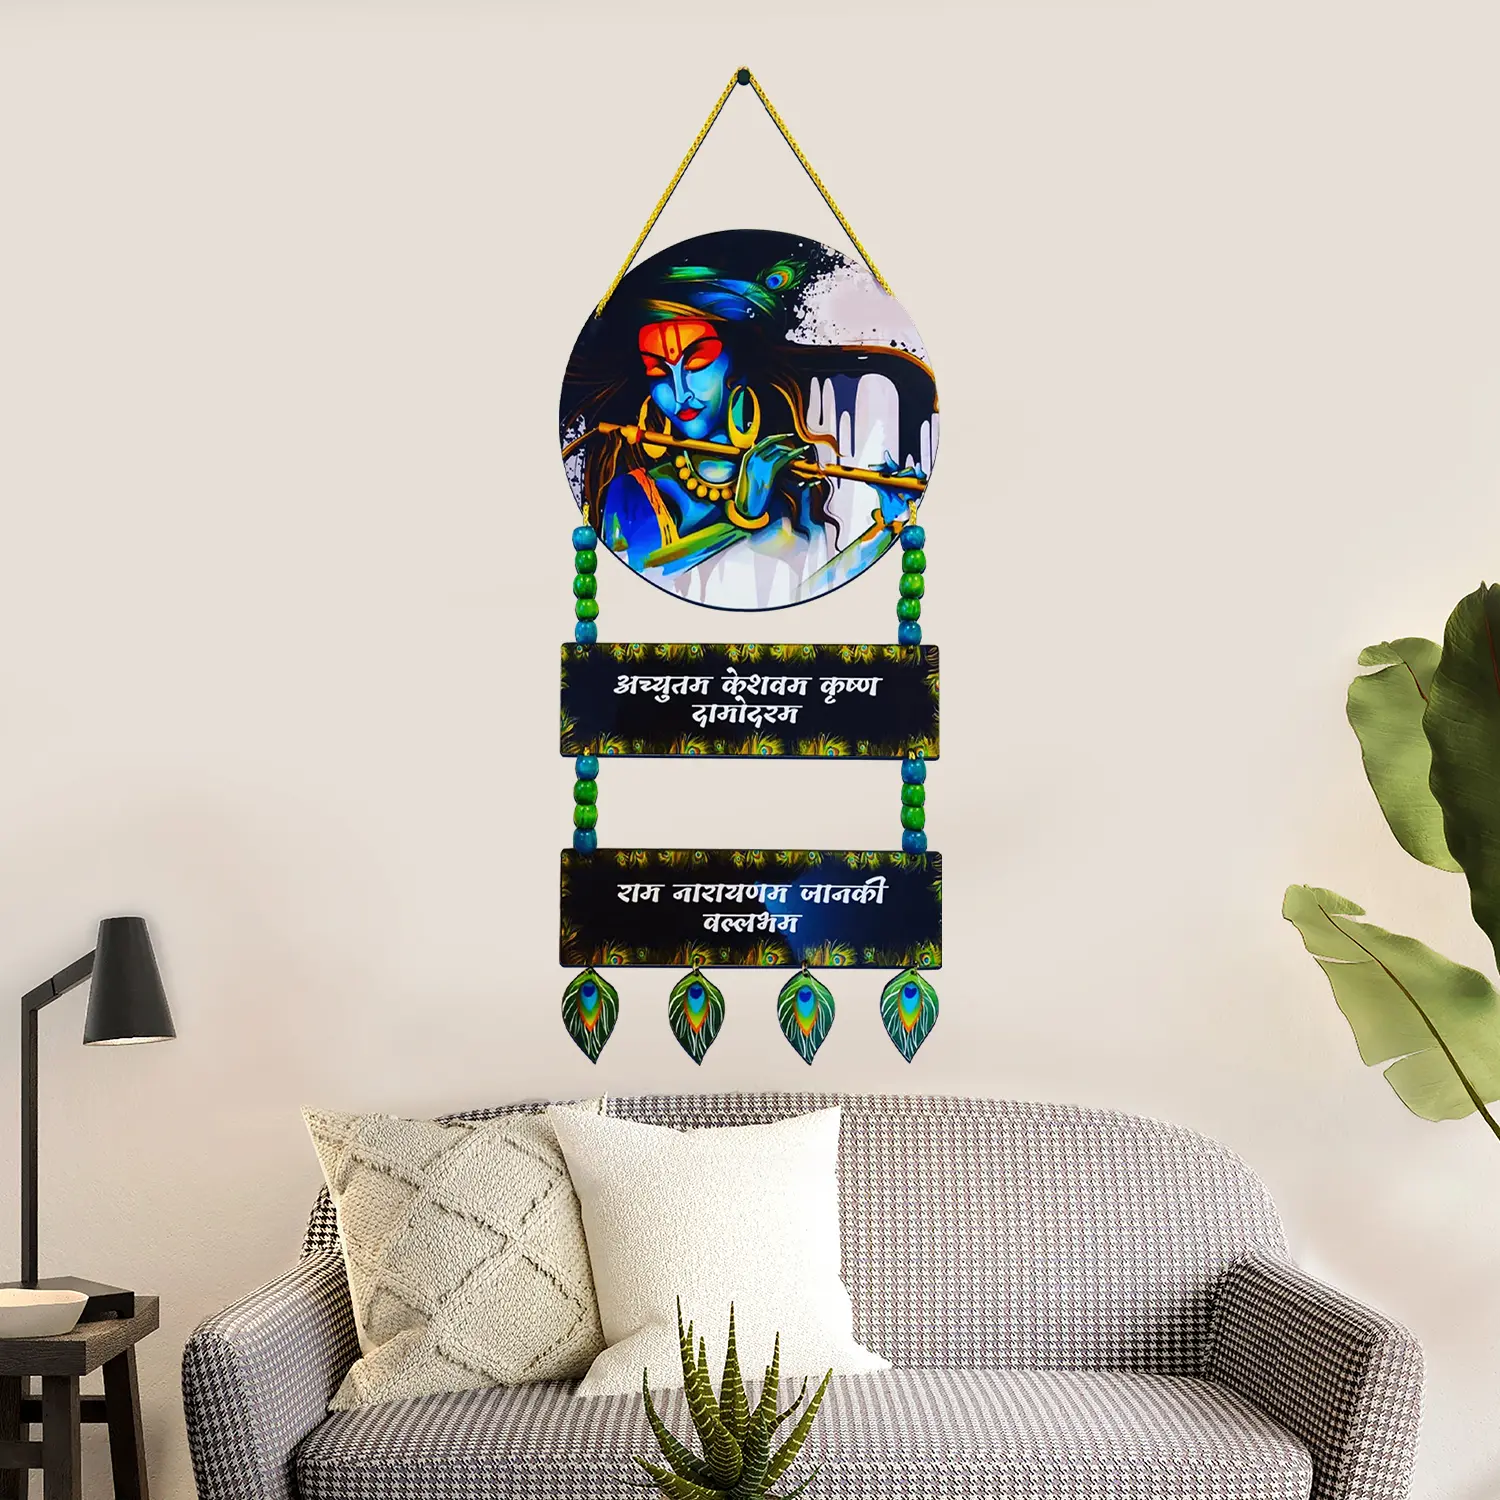 अच्युतम केशवम कृष्ण
दामोदरम
राम नारायणम जानकी
वल्लभम